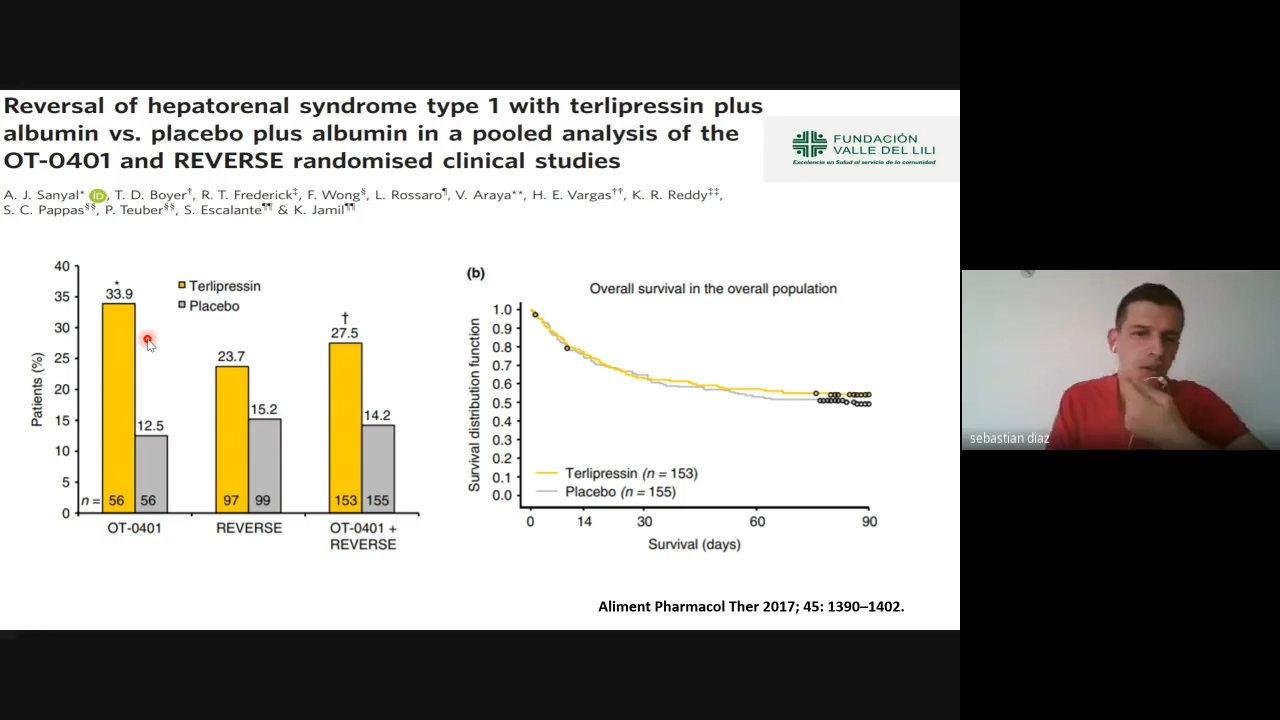 Reversal of hepatorenal syndrome type 1 with terlipressin plus
albumin vs. placebo plus albumin in a pooled analysis of the
OT-0401 and REVERSE randomised clinical studies
FUNDACIÓN
VALLE DEL LILI
Excelencia en Salud al servicio de la comunidad
A. J. Sanyal* iD, T. D. Boyer†, R. T. Frederick‡, F. Wong§, L. Rossaro¶, V. Araya**, H. E. Vargas††, K. R. Reddy‡‡,
S. C. Pappas§§, P. Teuber§§, S. Escalante¶¶ & K. Jamil¶¶
40
35
30
25
20
15
10
5
0
Patients (%)
Terlipressin
Placebo
*
33.9
12.5
23.7
15.2
†
27.5
14.2
n = 56 56 97 99 153 155
OT-0401 REVERSE OT-0401 +
REVERSE
(b)
Overall survival in the overall population
1.0
0.9
0.8
0.7
0.6
0.5
0.4
0.3
0.2
0.1
0.0
Survival distribution function
Terlipressin (n = 153)
Placebo (n = 155)
0 14 30 60 90
Survival (days)
Aliment Pharmacol Ther 2017; 45: 1390–1402.
sebastian diaz